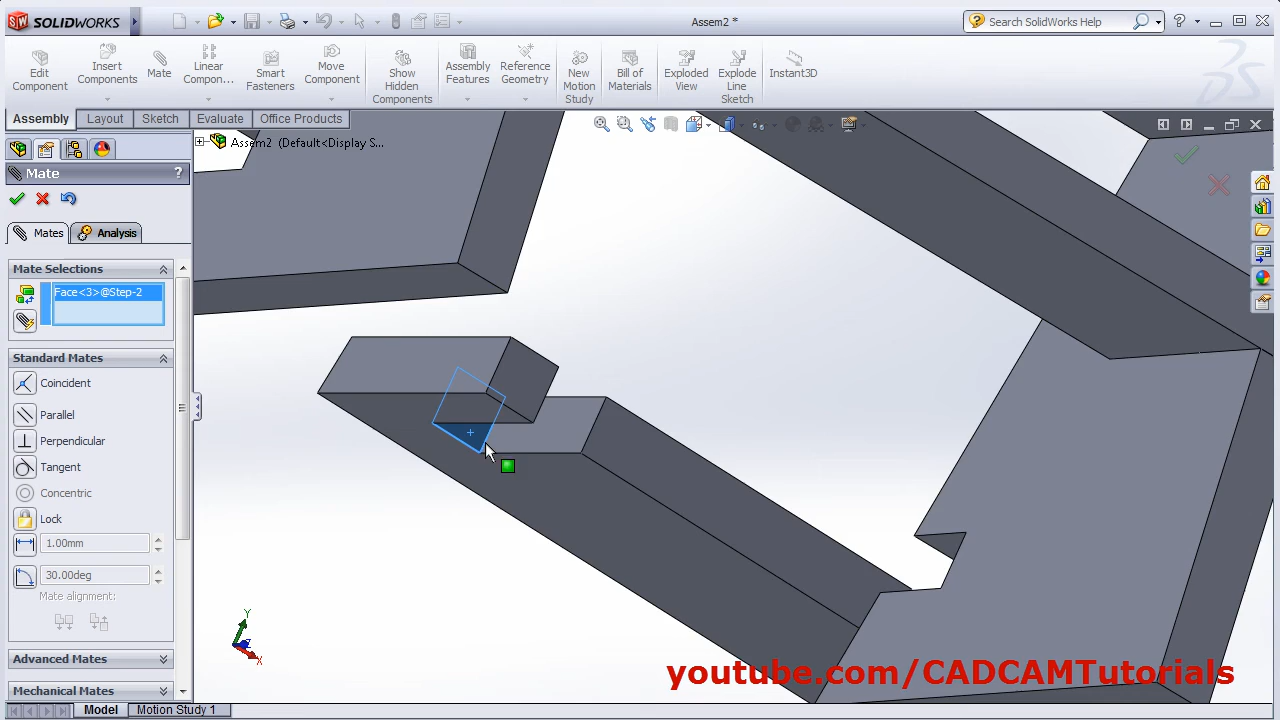 SOLIDWORKS
Assem2 *
Search SolidWorks Help
Edit Component
Insert Components
Mate
Linear Compon...
Smart Fasteners
Move Component
Show Hidden Components
Assembly Features
Reference Geometry
New Motion Study
Bill of Materials
Exploded View
Explode Line Sketch
Instant3D
Assembly
Layout
Sketch
Evaluate
Office Products
Assem2 (Default<Display S...
Mate
?
Mates
Analysis
Mate Selections
Face<3>@Step-2
Standard Mates
Coincident
Parallel
Perpendicular
Tangent
Concentric
Lock
1.00mm
30.00deg
Mate alignment:
Advanced Mates
Mechanical Mates
Y
X
youtube.com/CADCAMTutorials
Model
Motion Study 1